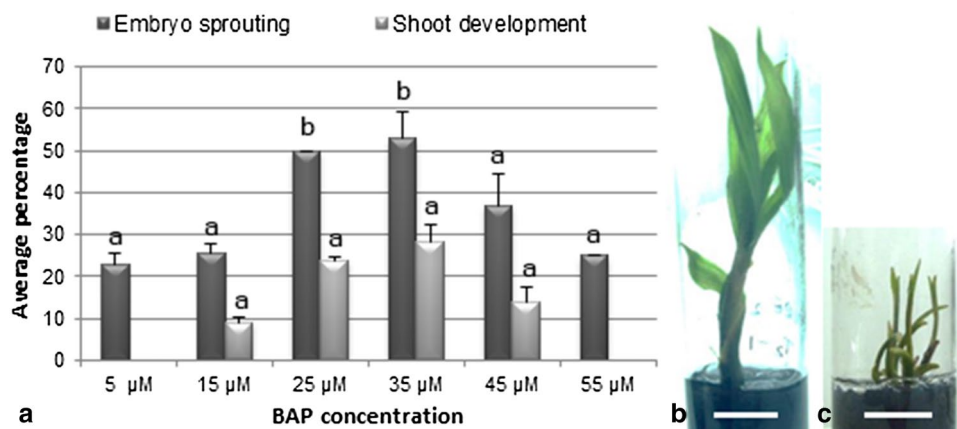 Embryo sprouting Shoot development
70
60
50
40
30
20
10
0
Average percentage
a
a a
b a
b a
a a
a
5 µM 15 µM 25 µM 35 µM 45 µM 55 µM
BAP concentration
a b c